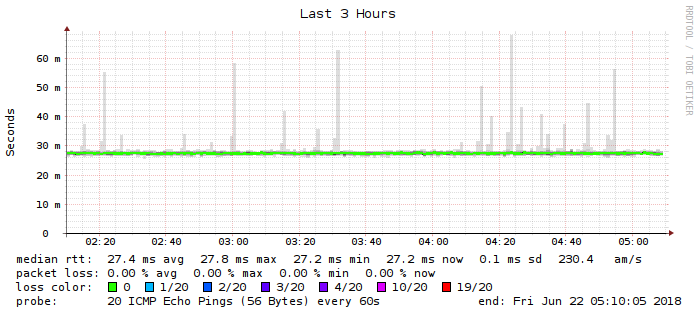 Last 3 Hours
RRDTOOL / TOBI OETIKER
Seconds
60 m
50 m
40 m
30 m
20 m
10 m
0
02:20 02:40 03:00 03:20 03:40 04:00 04:20 04:40 05:00
median rtt: 27.4 ms avg 27.8 ms max 27.2 ms min 27.2 ms now 0.1 ms sd 230.4 am/s
packet loss: 0.00 % avg 0.00 % max 0.00 % min 0.00 % now
loss color: 0 1/20 2/20 3/20 4/20 10/20 19/20
probe: 20 ICMP Echo Pings (56 Bytes) every 60s end: Fri Jun 22 05:10:05 2018